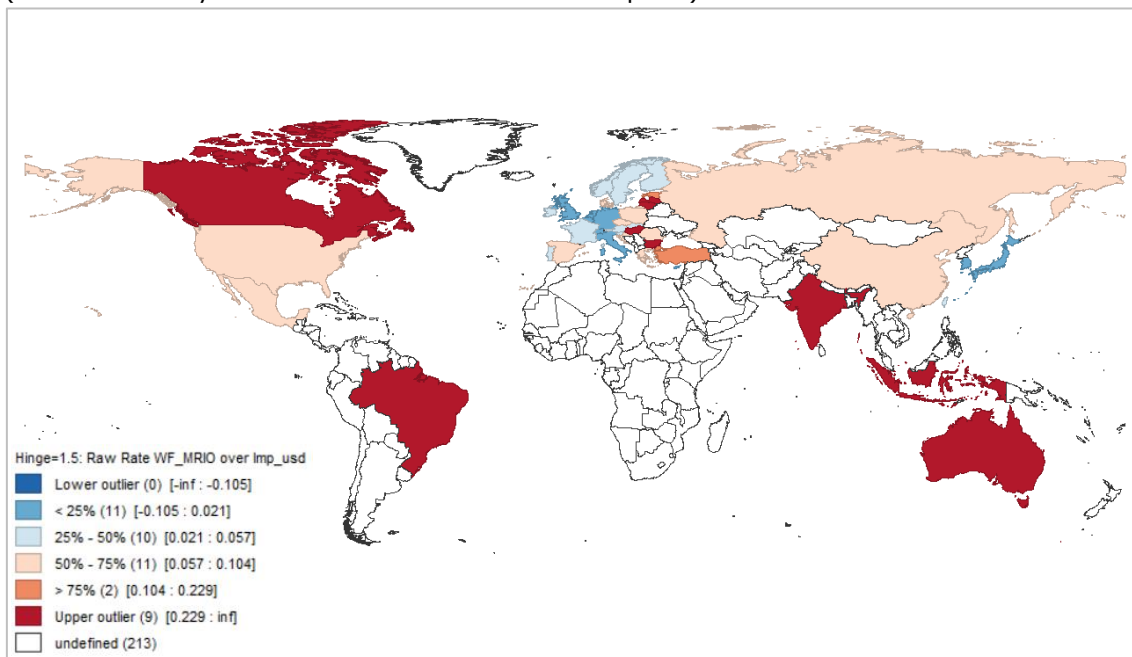 Hinge=1.5: Raw Rate WF_MRIO over Imp_usd
Lower outlier (0) [-inf : -0.105]
< 25% (11) [-0.105 : 0.021]
25% - 50% (10) [0.021 : 0.057]
50% - 75% (11) [0.057 : 0.104]
> 75% (2) [0.104 : 0.229]
Upper outlier (9) [0.229 : inf]
undefined (213)